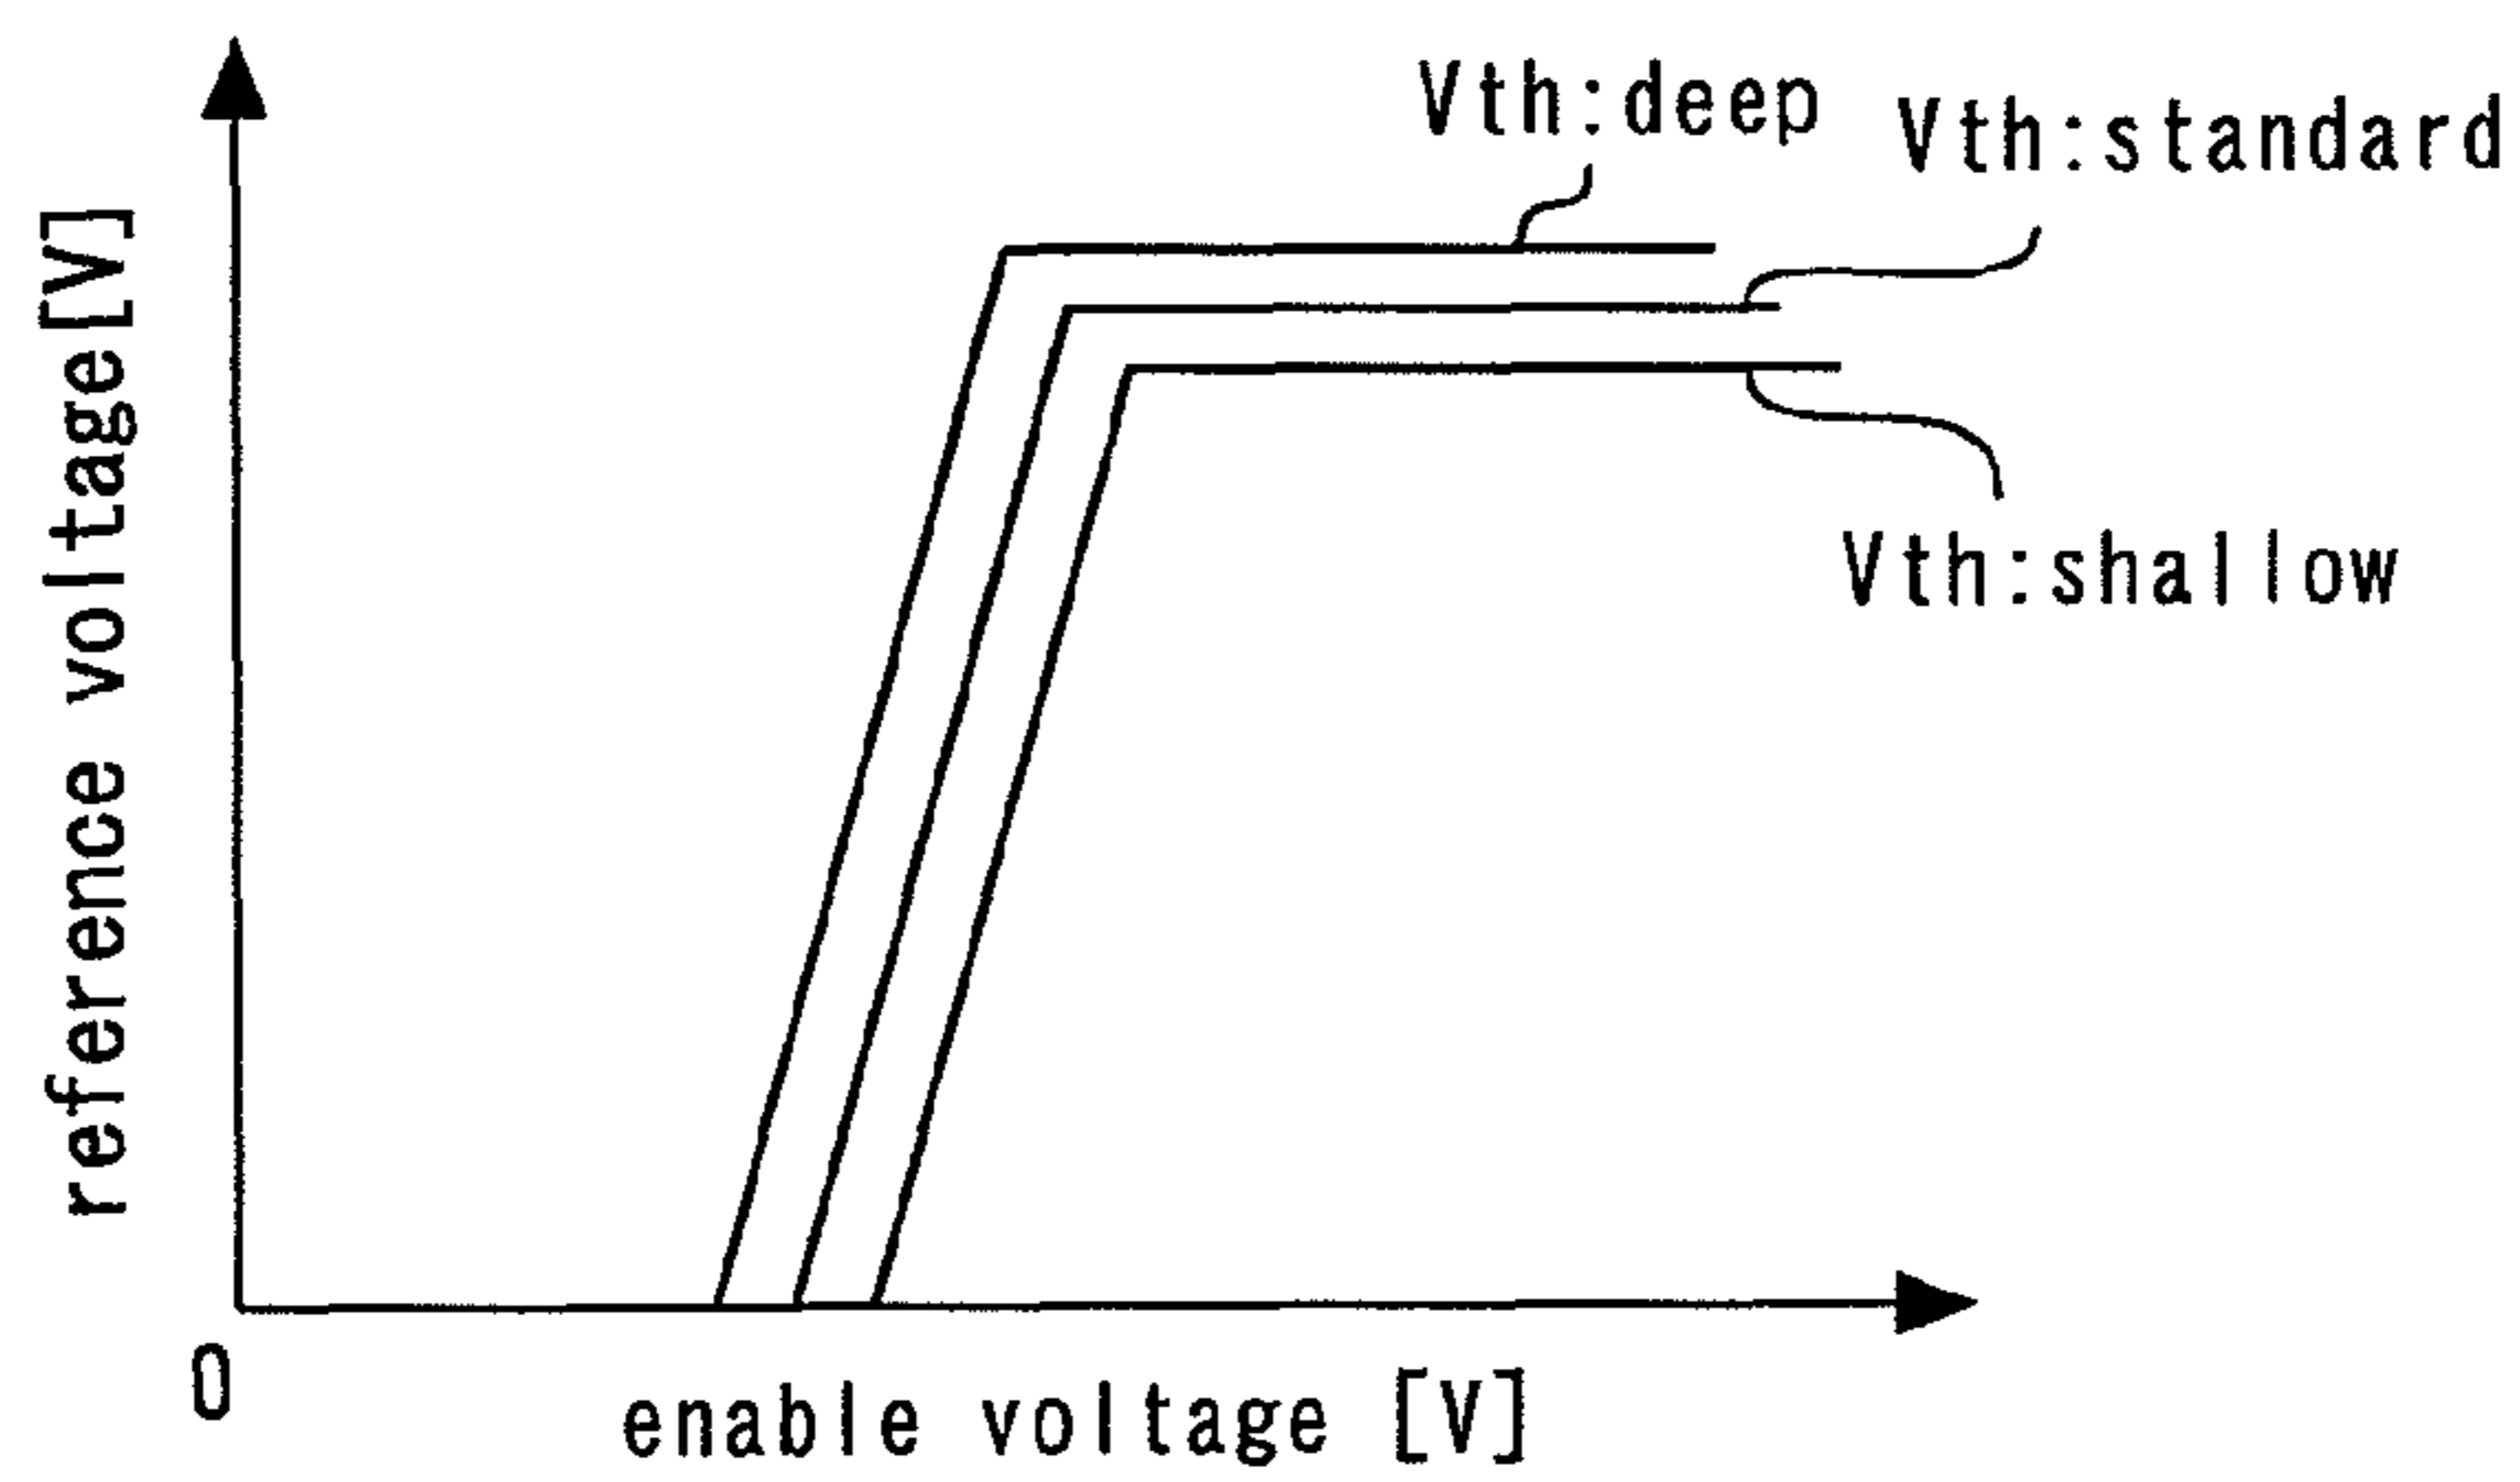 Vth:deep
Vth:standard
reference voltage[V]
Vth:shallow
0
enable voltage [V]